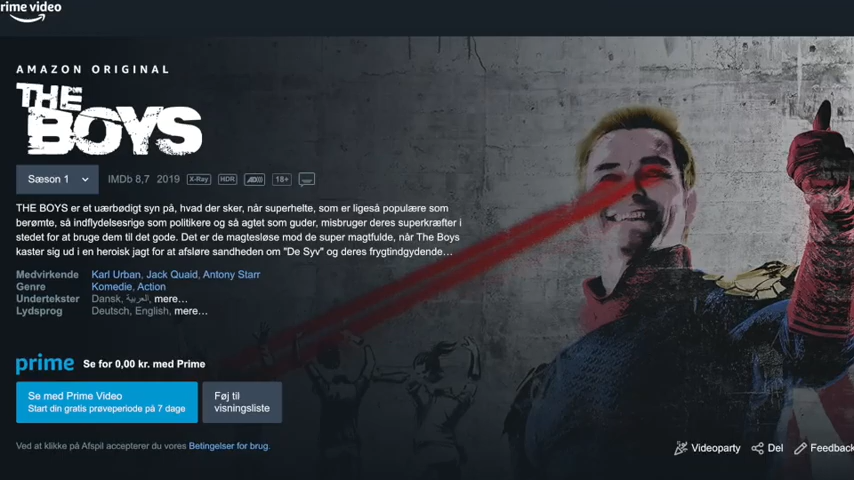 rime video
AMAZON ORIGINAL
THE
BOYS
Sæson 1 IMDb 8,7 2019 X-Ray HDR AD 18+
THE BOYS er et uærbødigt syn på, hvad der sker, når superhelte, som er ligeså populære som
berømte, så indflydelsesrige som politikere og så agtet som guder, misbruger deres superkræfter i
stedet for at bruge dem til det gode. Det er de magtesløse mod de super magtfulde, når The Boys
kaster sig ud i en heroisk jagt for at afsløre sandheden om "De Syv" og deres frygtindgydende…
Medvirkende Karl Urban, Jack Quaid, Antony Starr
Genre Komedie, Action
Undertekster Dansk, العربية, mere…
Lydsprog Deutsch, English, mere…
prime Se for 0,00 kr. med Prime
Se med Prime Video
Start din gratis prøveperiode på 7 dage
Føj til
visningsliste
Ved at klikke på Afspil accepterer du vores Betingelser for brug.
Videoparty Del Feedback